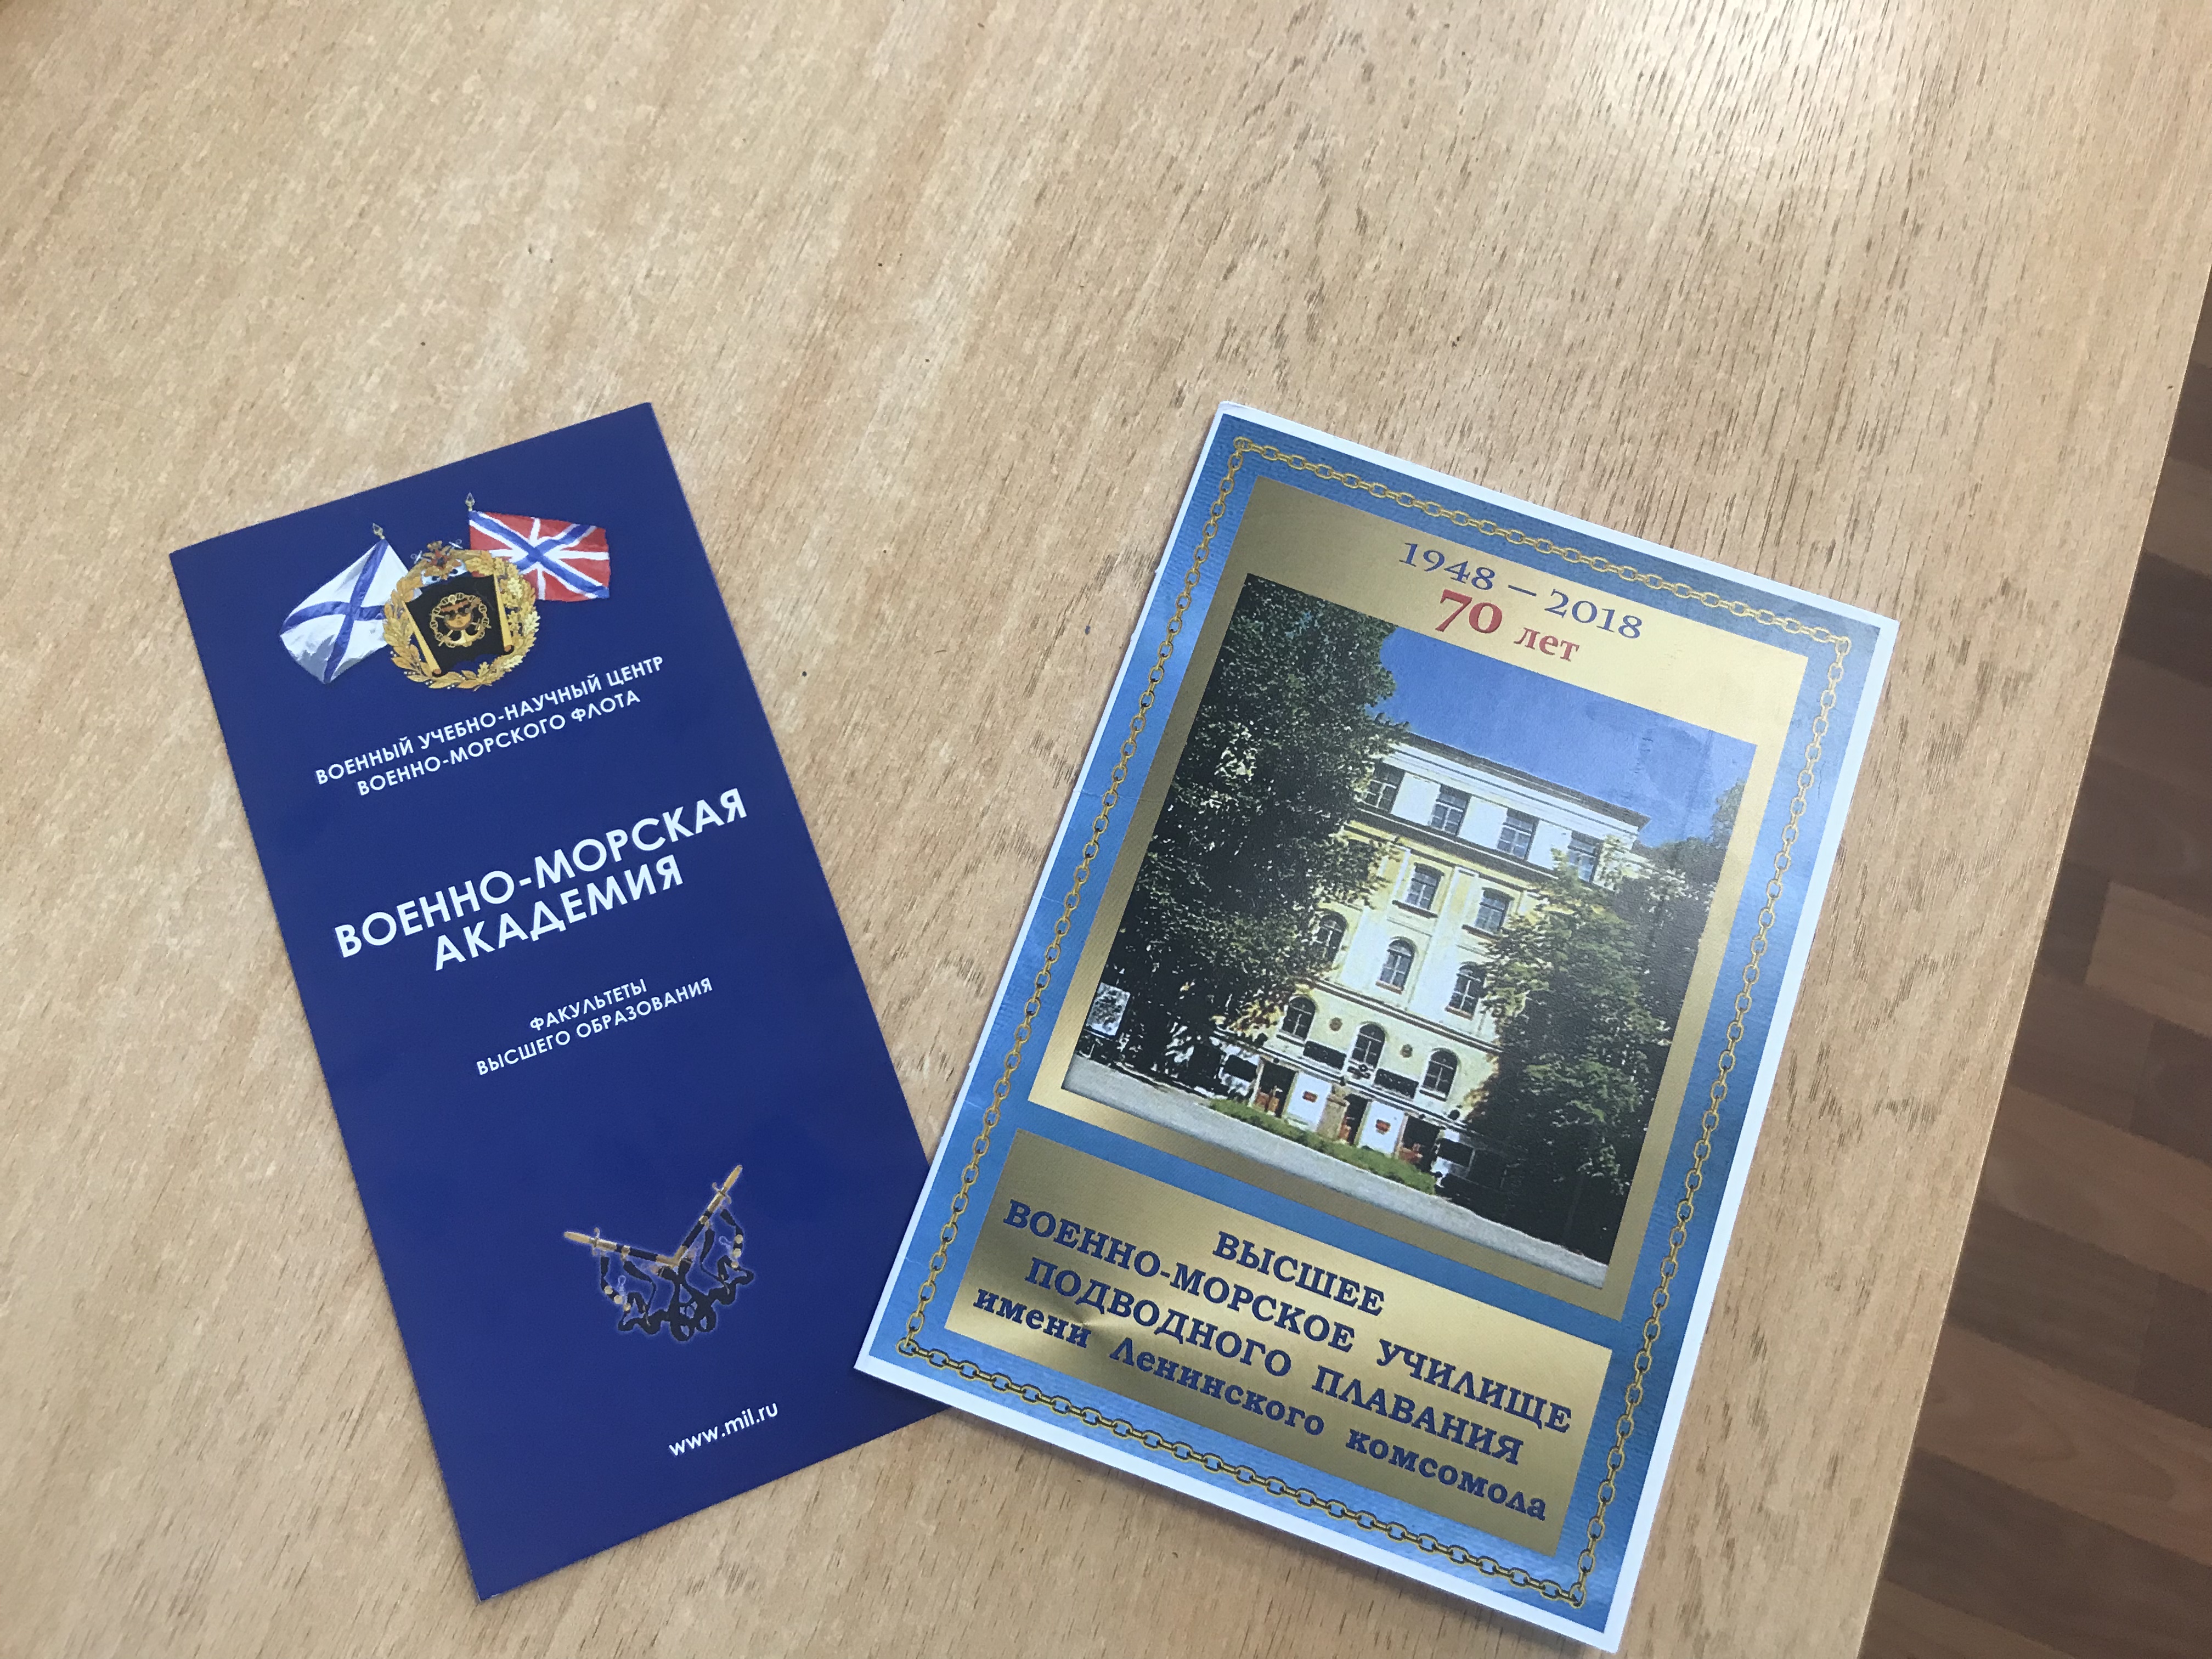 ВОЕННЫЙ УЧЕБНО-НАУЧНЫЙ ЦЕНТР
ВОЕННО-МОРСКОГО ФЛОТА
ВОЕННО-МОРСКАЯ
АКАДЕМИЯ
ФАКУЛЬТЕТЫ
ВЫСШЕГО ОБРАЗОВАНИЯ
www.mil.ru
1948 – 2018
70 лет
ВЫСШЕЕ
ВОЕННО-МОРСКОЕ УЧИЛИЩЕ
ПОДВОДНОГО ПЛАВАНИЯ
имени Ленинского комсомола